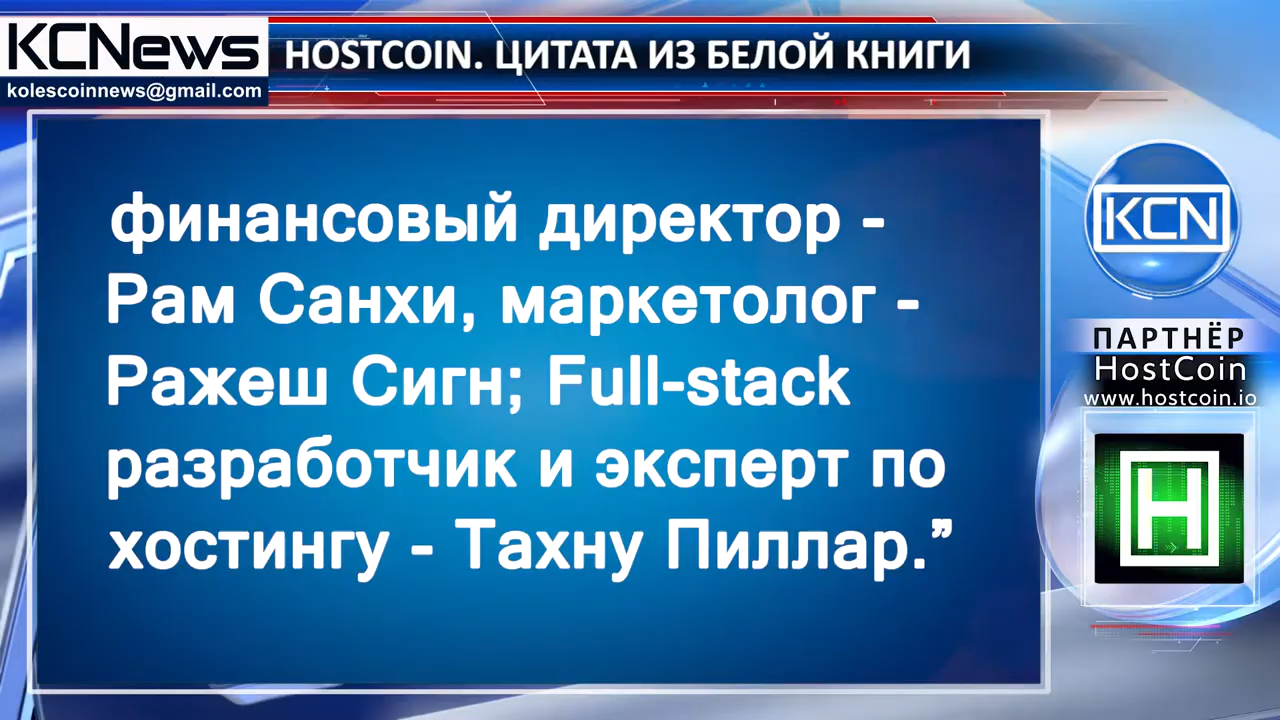 KCNews
kolescoinnews@gmail.com
HOSTCOIN. ЦИТАТА ИЗ БЕЛОЙ КНИГИ
финансовый директор -
Рам Санхи, маркетолог -
Ражеш Сигн; Full-stack
разработчик и эксперт по
хостингу - Тахну Пиллар.”
KCN
ПАРТНЁР
HostCoin
www.hostcoin.io
H